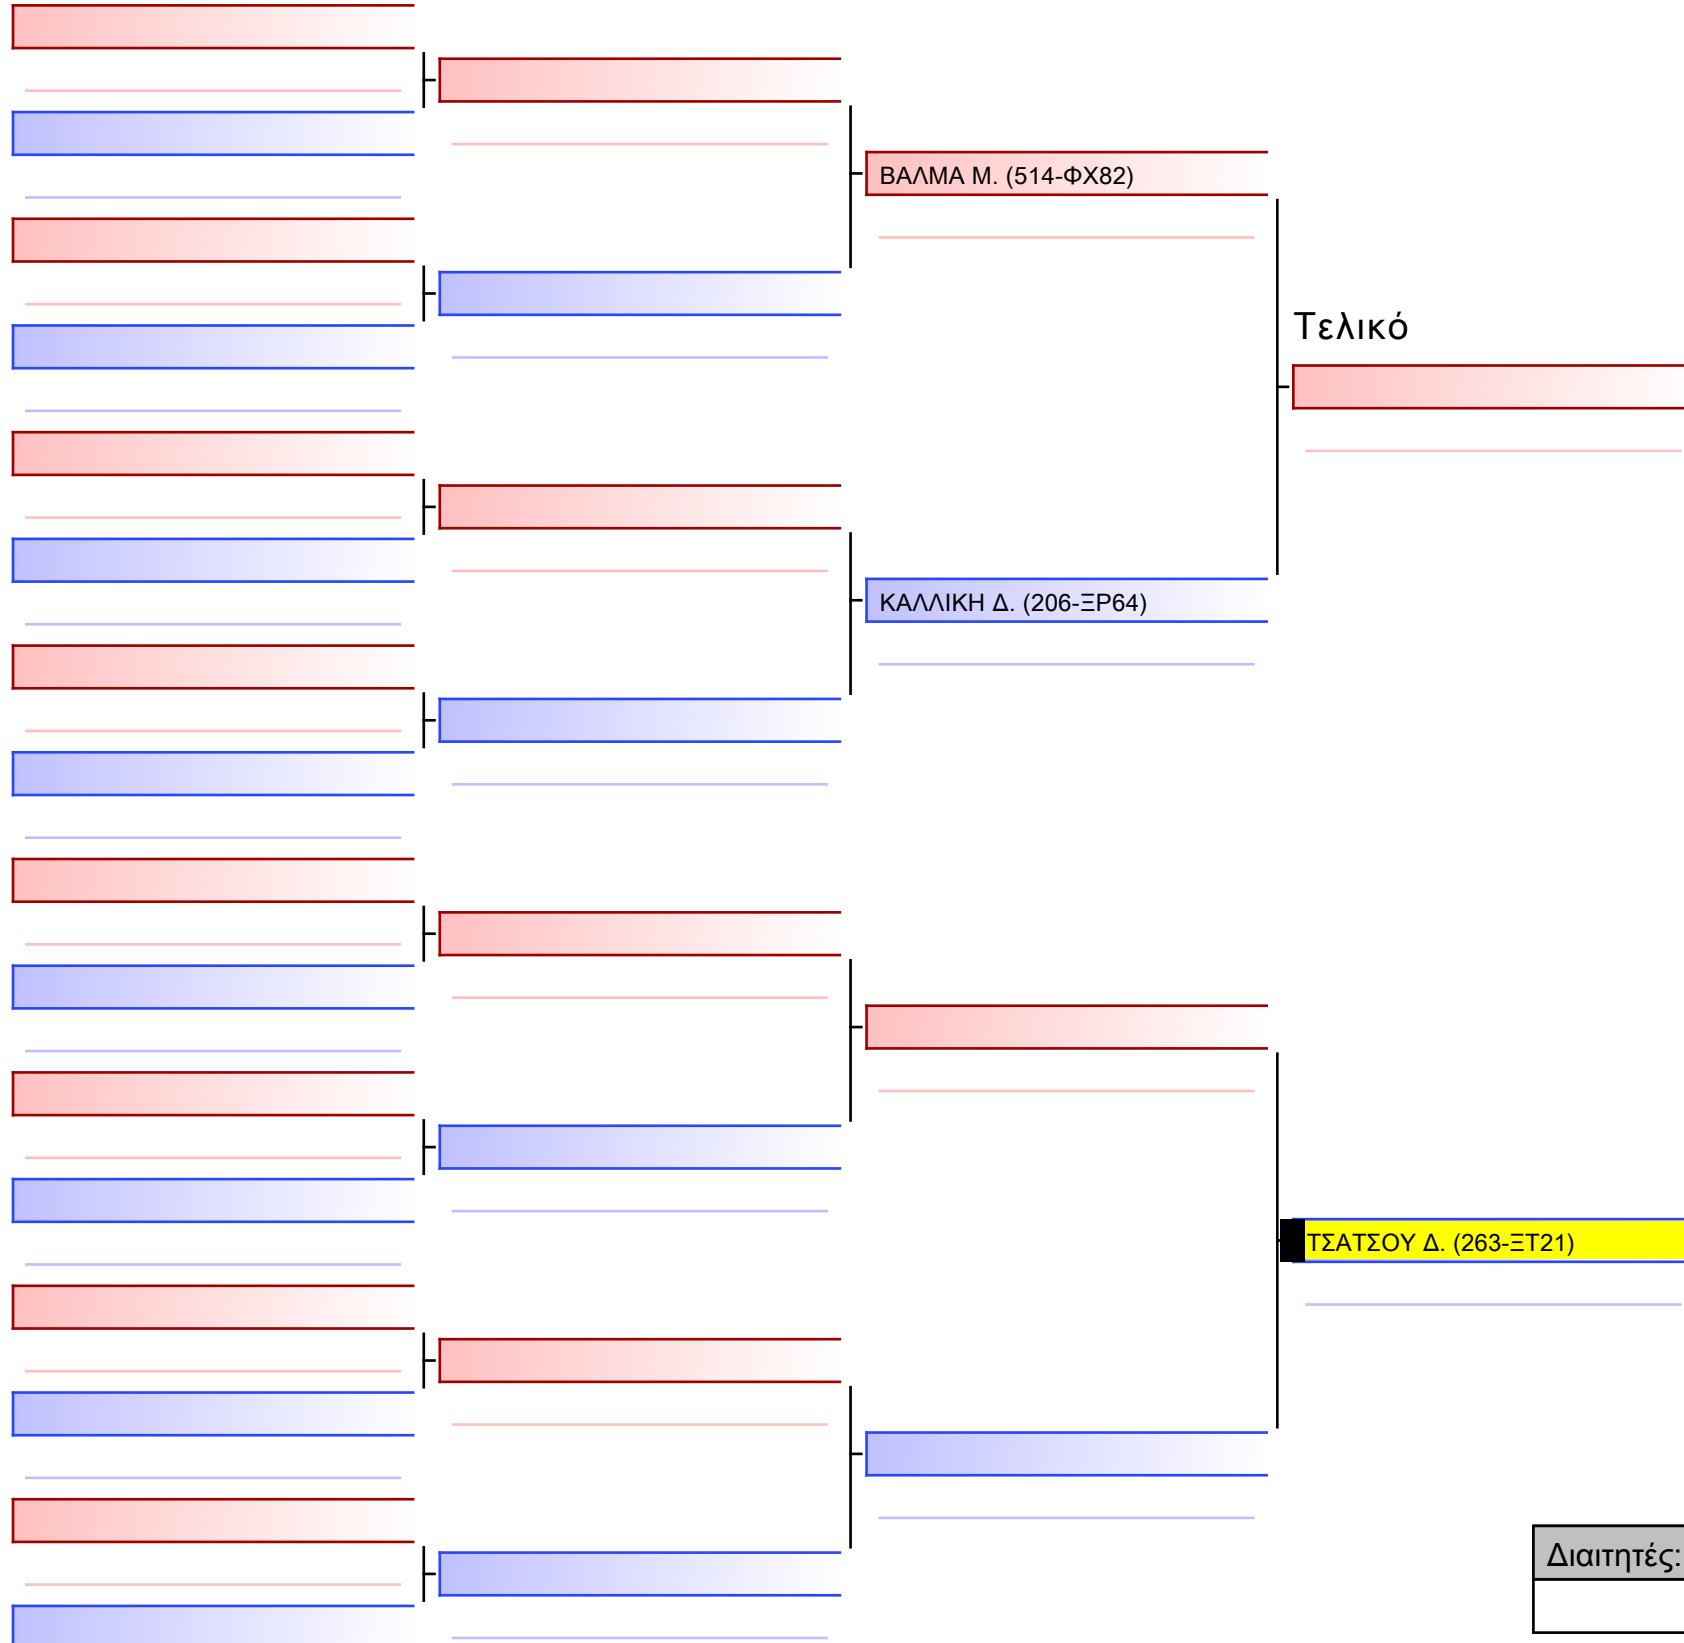 ΒΑΛΜΑ Μ. (514-ΦΧ82)
Τελικό
ΚΑΛΛΙΚΗ Δ. (206-ΞΡ64)
ΤΣΑΤΣΟΥ Δ. (263-ΞΤ21)
Διαιτητές: